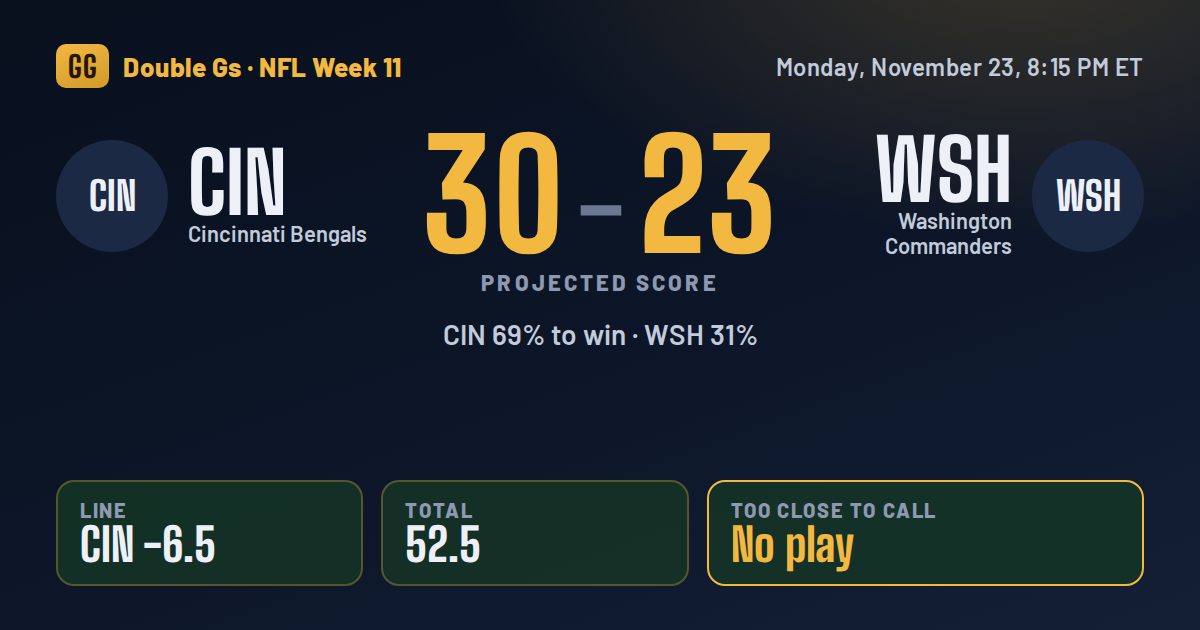 GG
Double Gs · NFL Week 11
Monday, November 23, 8:15 PM ET
CIN
CIN
Cincinnati Bengals
30 – 23
PROJECTED SCORE
CIN 69% to win · WSH 31%
WSH
Washington
Commanders
WSH
LINE
CIN −6.5
TOTAL
52.5
TOO CLOSE TO CALL
No play